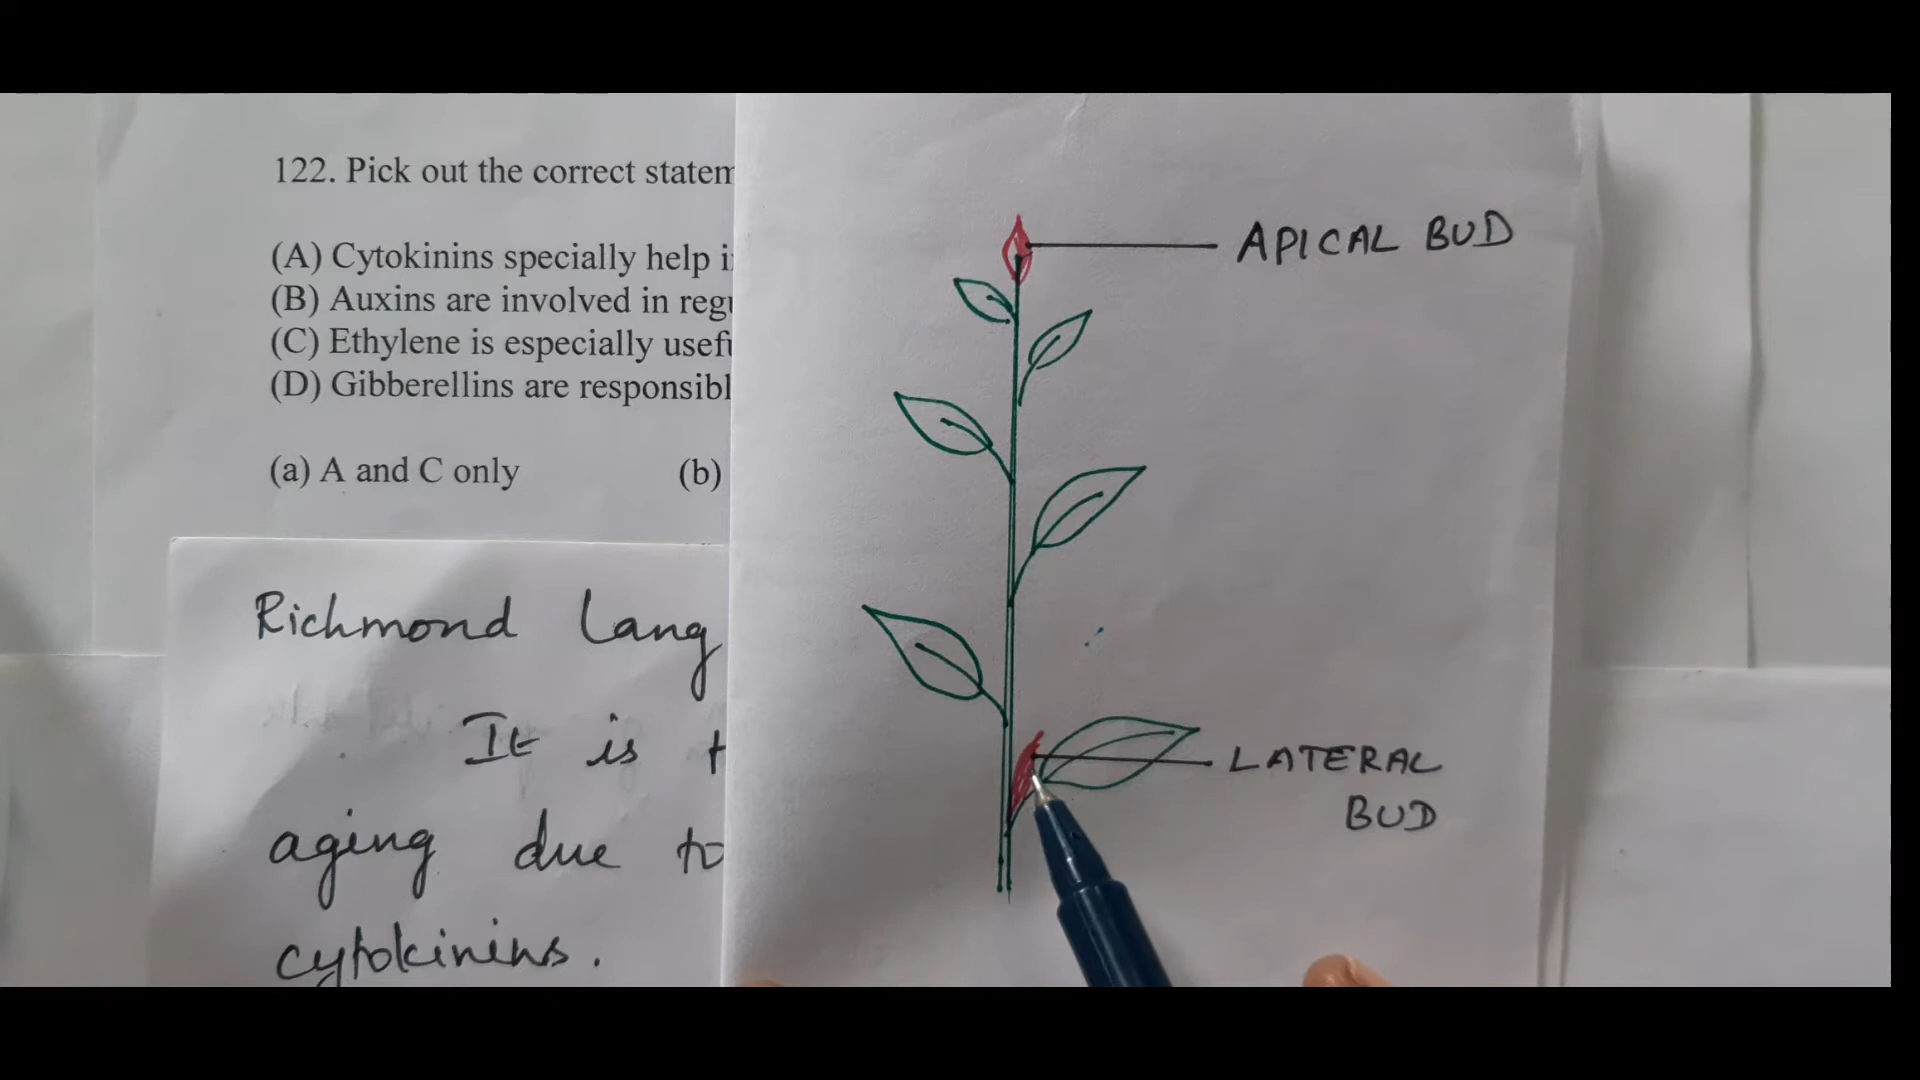 122. Pick out the correct statem
(A) Cytokinins specially help i
(B) Auxins are involved in reg
(C) Ethylene is especially usef
(D) Gibberellins are responsibl
(a) A and C only (b)
Richmond Lang
It is t
aging due to
cytokinins.
APICAL BUD
LATERAL
BUD